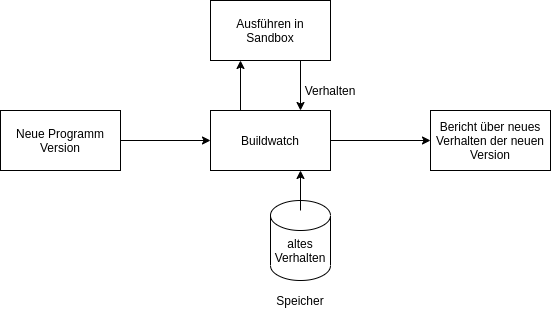 Ausführen in
Sandbox
Verhalten
Neue Programm
Version
Buildwatch
Bericht über neues
Verhalten der neuen
Version
altes
Verhalten
Speicher